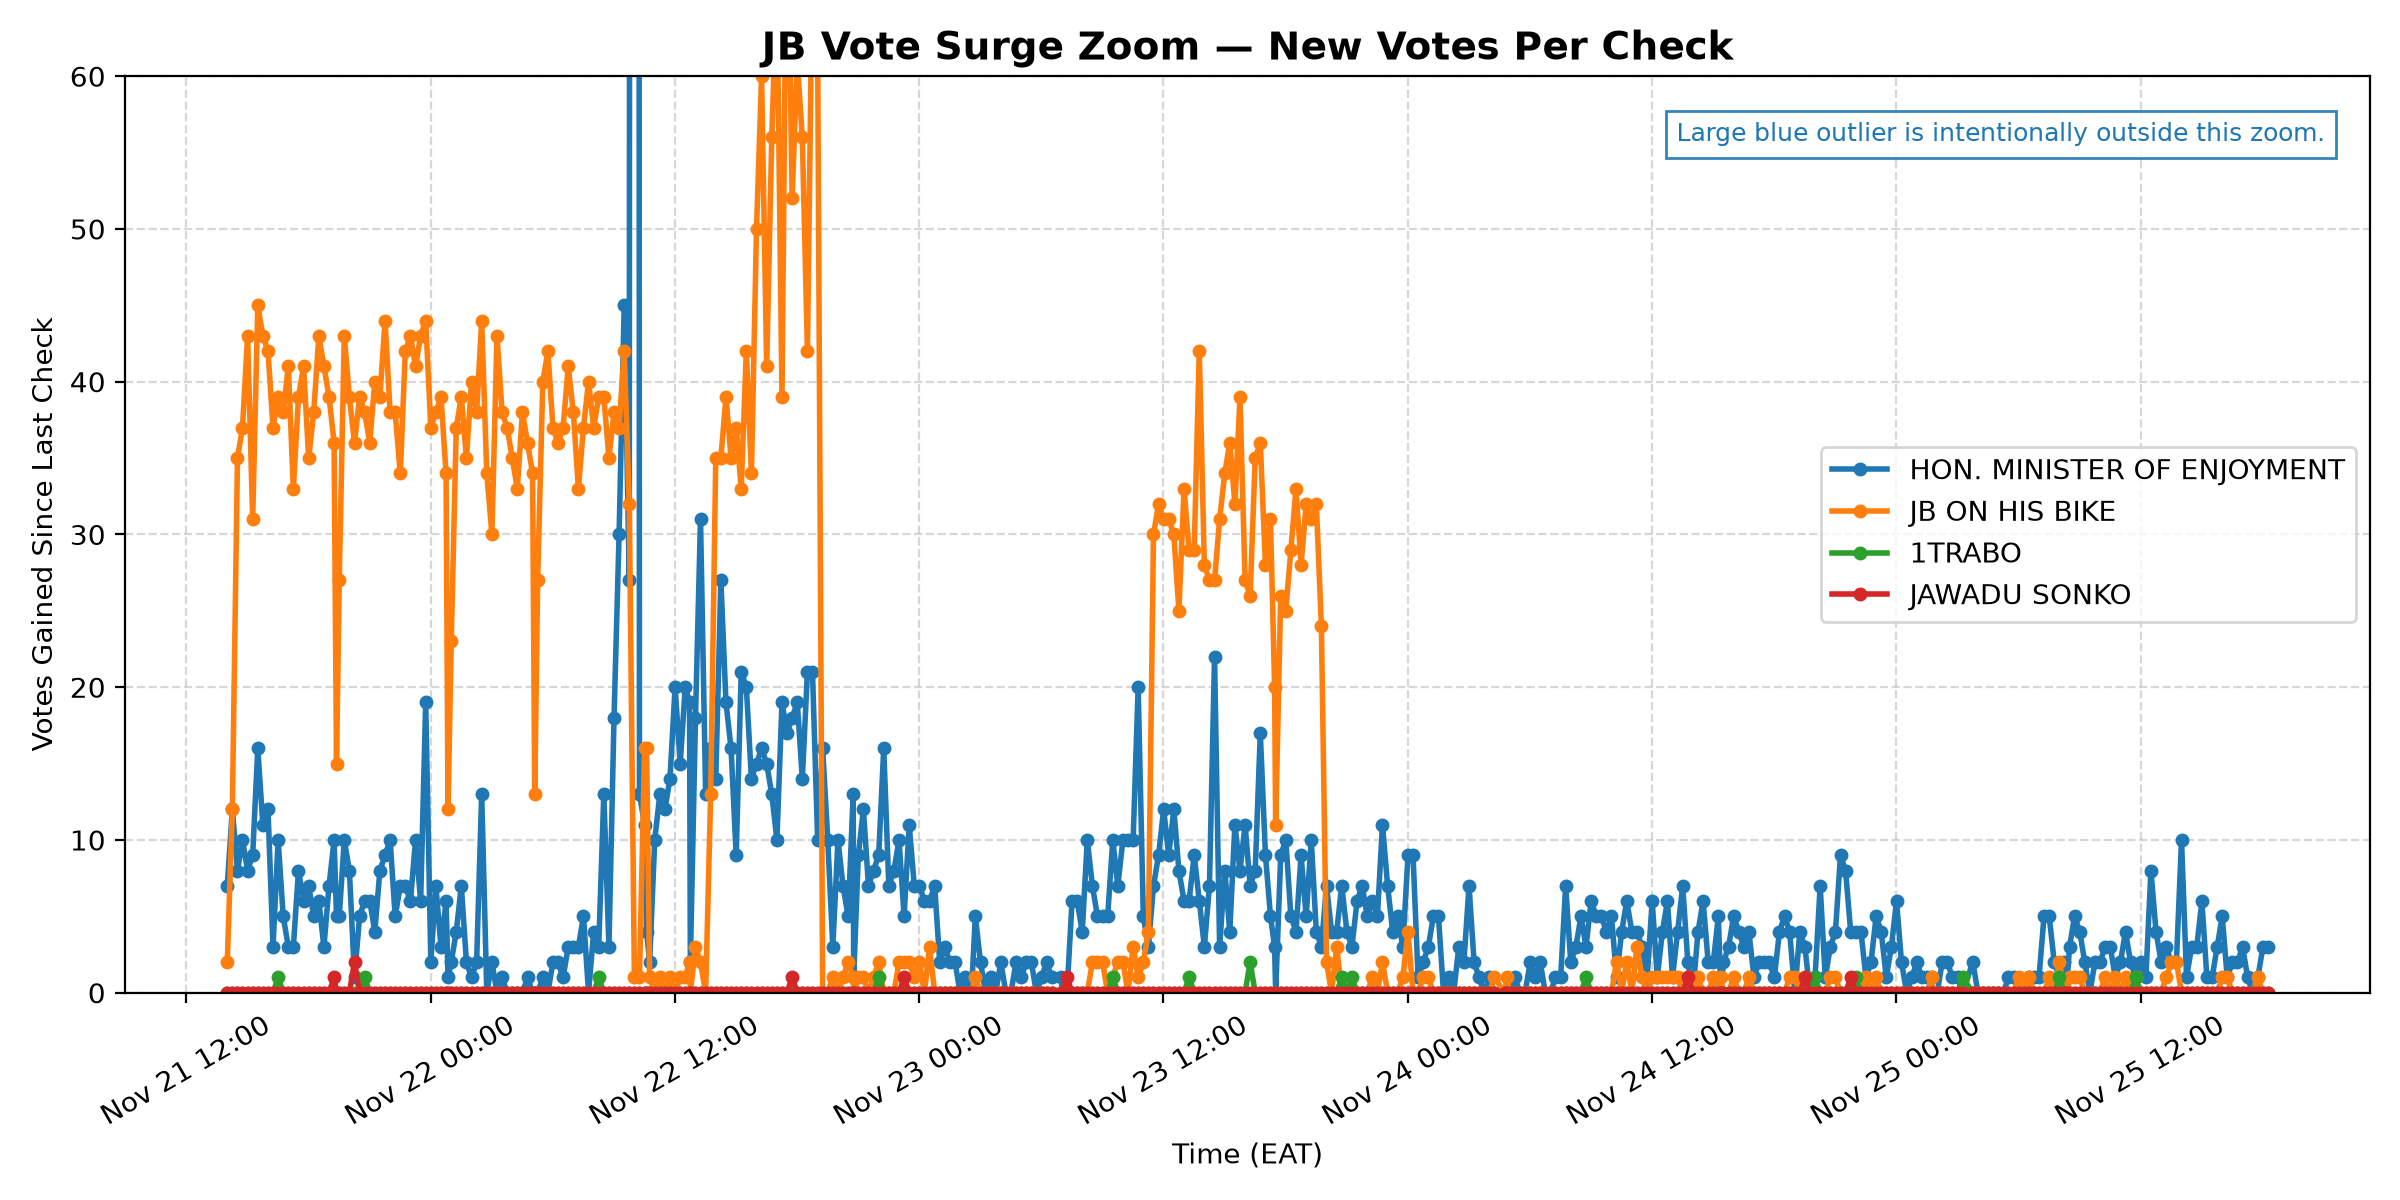 JB Vote Surge Zoom — New Votes Per Check
Large blue outlier is intentionally outside this zoom.
Votes Gained Since Last Check
60
50
40
30
20
10
0
HON. MINISTER OF ENJOYMENT
JB ON HIS BIKE
1TRABO
JAWADU SONKO
Nov 21 12:00
Nov 22 00:00
Nov 22 12:00
Nov 23 00:00
Nov 23 12:00
Nov 24 00:00
Nov 24 12:00
Nov 25 00:00
Nov 25 12:00
Time (EAT)